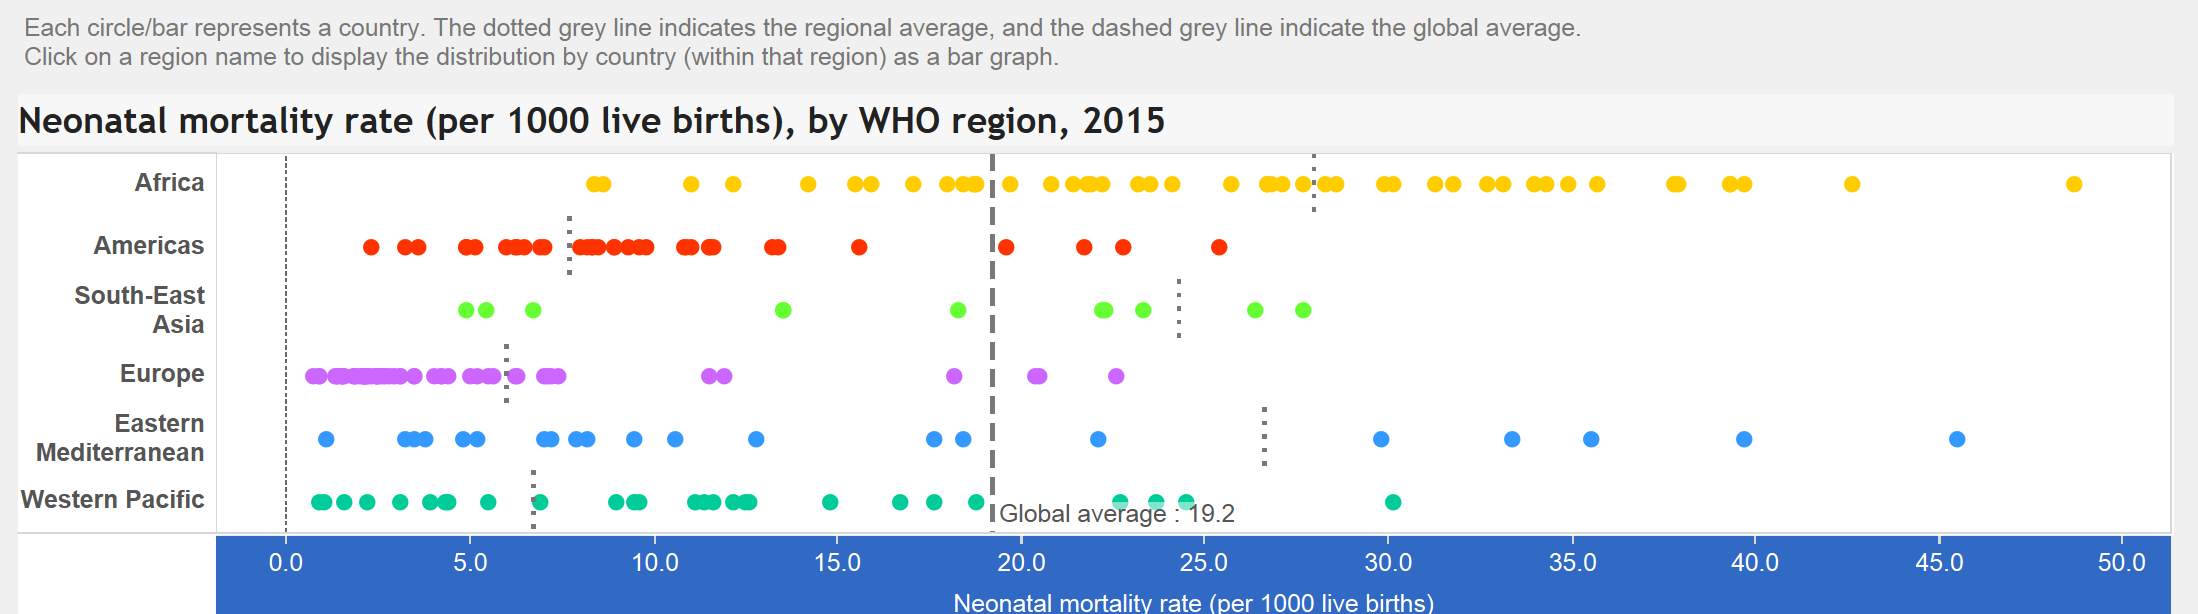 Each circle/bar represents a country. The dotted grey line indicates the regional average, and the dashed grey line indicate the global average.
Click on a region name to display the distribution by country (within that region) as a bar graph.
Neonatal mortality rate (per 1000 live births), by WHO region, 2015
Africa
Americas
South-East
Asia
Europe
Eastern
Mediterranean
Western Pacific
Global average : 19.2
0.0 5.0 10.0 15.0 20.0 25.0 30.0 35.0 40.0 45.0 50.0
Neonatal mortality rate (per 1000 live births)